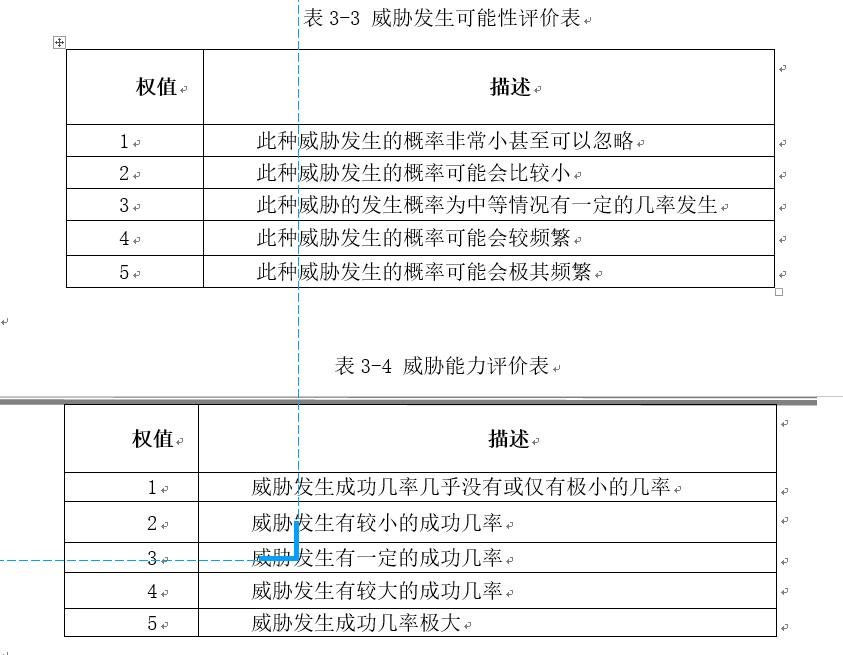 表 3-3 威胁发生可能性评价表
权值 描述
1 此种威胁发生的概率非常小甚至可以忽略
2 此种威胁发生的概率可能会比较小
3 此种威胁的发生概率为中等情况有一定的几率发生
4 此种威胁发生的概率可能会较频繁
5 此种威胁发生的概率可能会极其频繁
表 3-4 威胁能力评价表
权值 描述
1 威胁发生成功几率几乎没有或仅有极小的几率
2 威胁发生有较小的成功几率
3 威胁发生有一定的成功几率
4 威胁发生有较大的成功几率
5 威胁发生成功几率极大